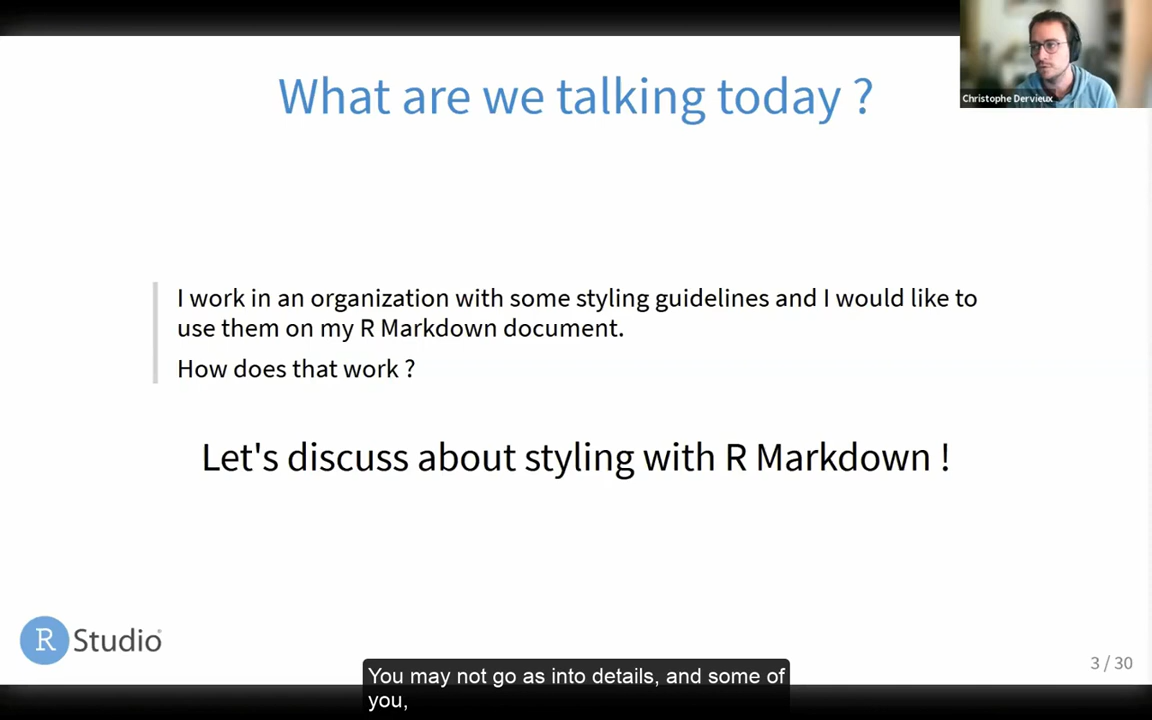 What are we talking today ?
Christophe Dervieux
I work in an organization with some styling guidelines and I would like to
use them on my R Markdown document.
How does that work ?
Let's discuss about styling with R Markdown !
R Studio
3 / 30
You may not go as into details, and some of
you,